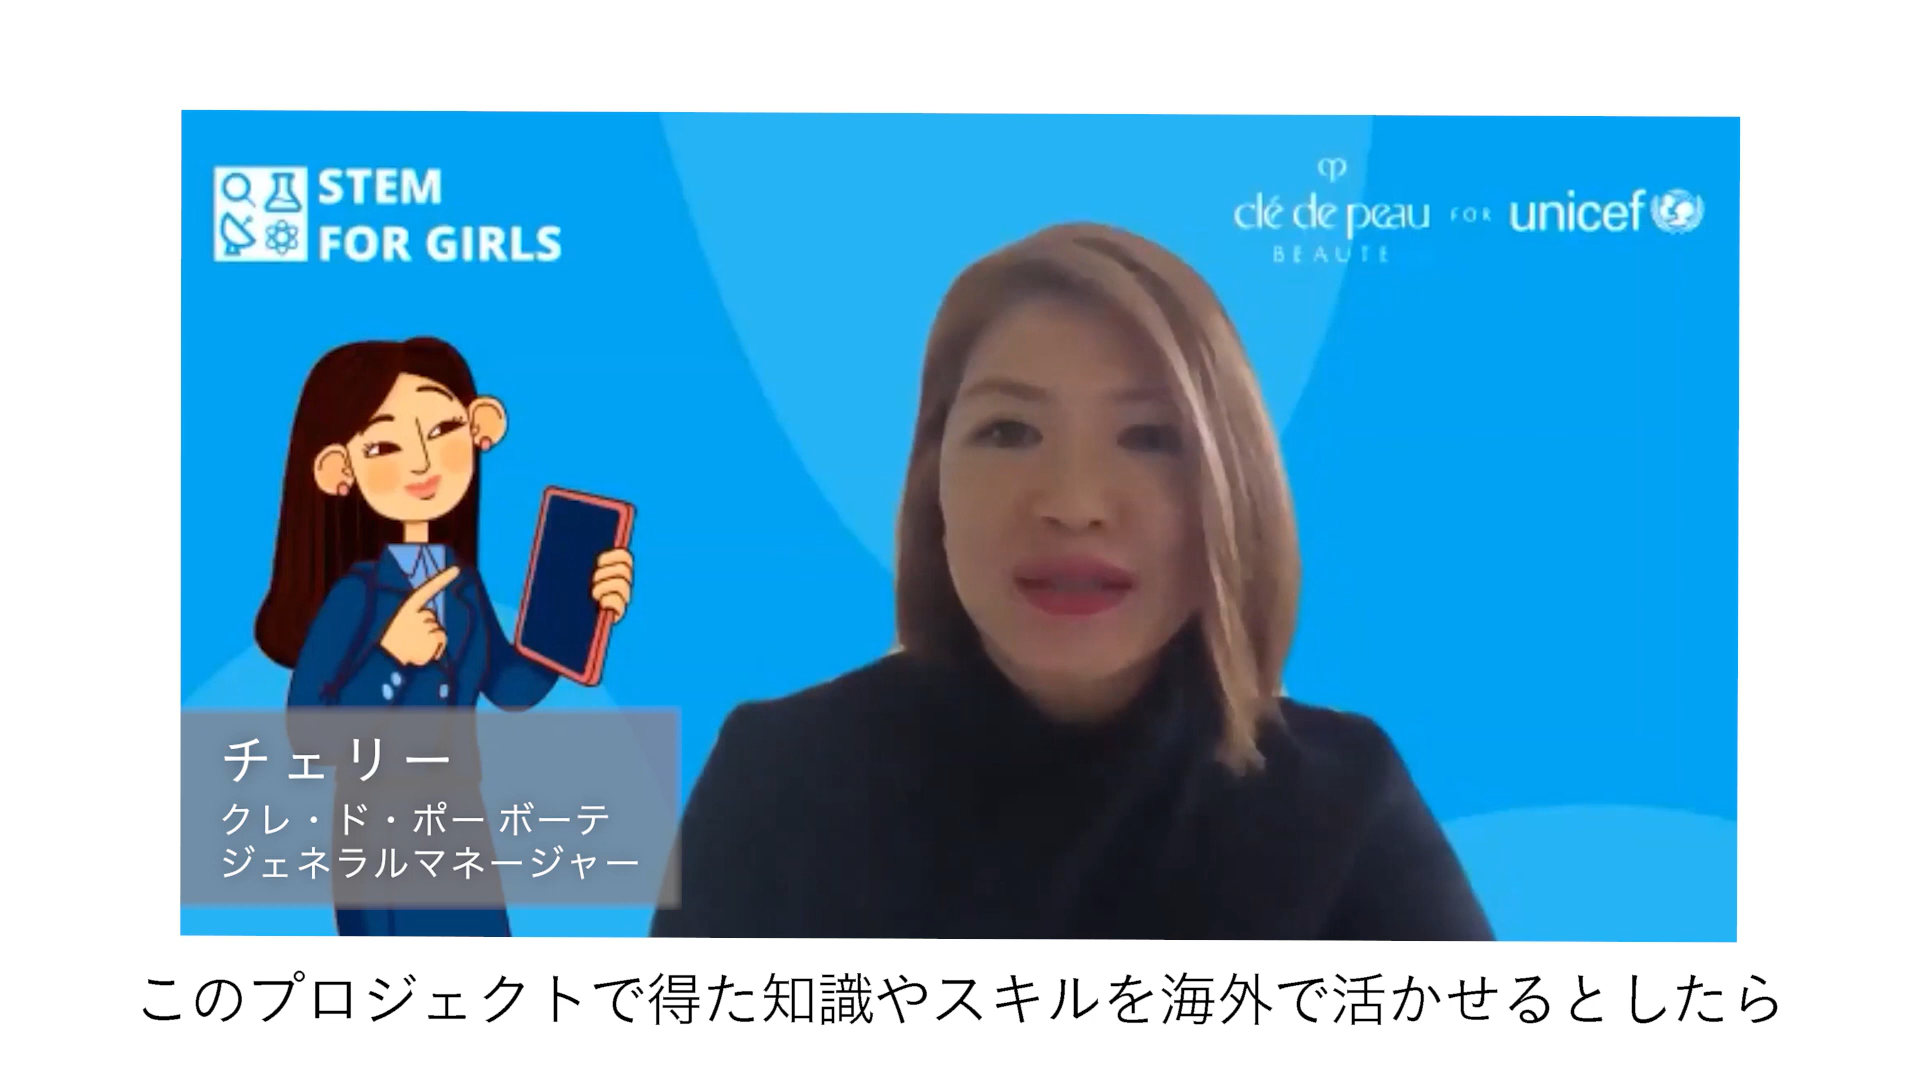 STEM
FOR GIRLS
clé de peau
BEAUTÉ
FOR
unicef
チェリー
クレ・ド・ポー ボーテ
ジェネラルマネージャー
このプロジェクトで得た知識やスキルを海外で活かせるとしたら